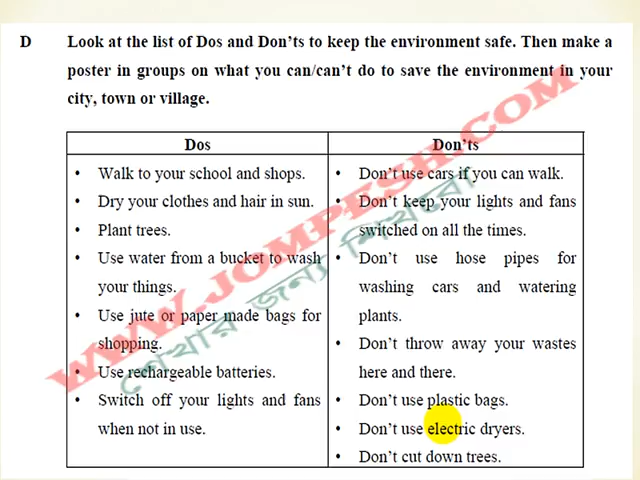 D Look at the list of Dos and Don'ts to keep the environment safe. Then make a
poster in groups on what you can/can't do to save the environment in your
city, town or village.
Dos
• Walk to your school and shops.
• Dry your clothes and hair in sun.
• Plant trees.
• Use water from a bucket to wash
your things.
• Use jute or paper made bags for
shopping.
• Use rechargeable batteries.
• Switch off your lights and fans
when not in use.
Don'ts
• Don't use cars if you can walk.
• Don't keep your lights and fans
switched on all the times.
• Don't use hose pipes for
washing cars and watering
plants.
• Don't throw away your wastes
here and there.
• Don't use plastic bags.
• Don't use electric dryers.
• Don't cut down trees.
WWW.JOMPESH.COM
শেখার জন্য শিখবো